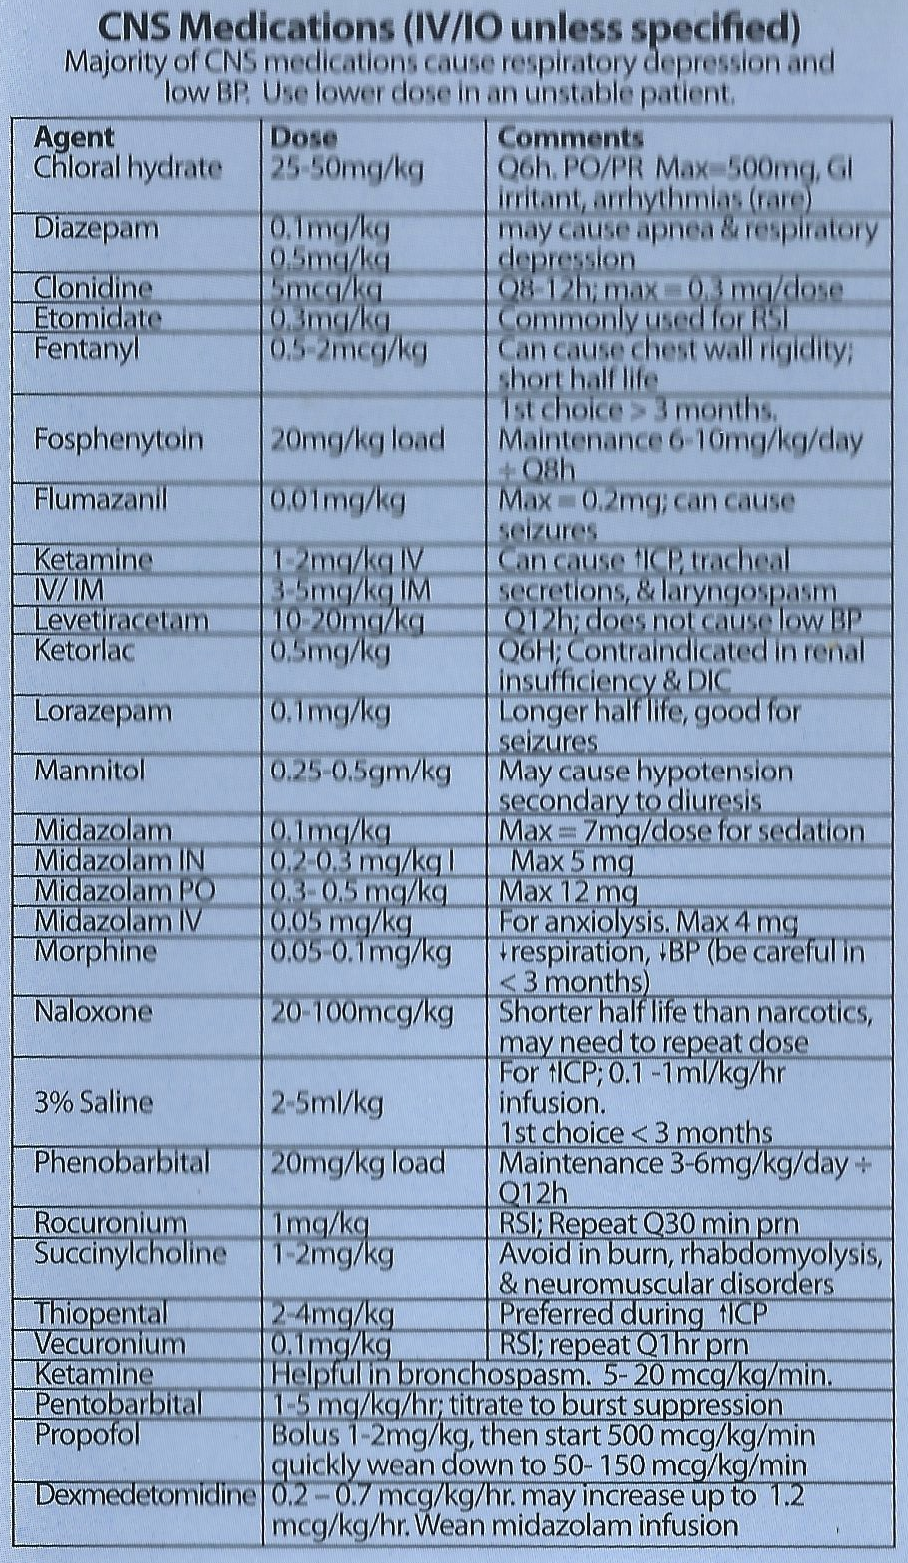 CNS Medications (IV/IO unless specified)
Majority of CNS medications cause respiratory depression and
low BP. Use lower dose in an unstable patient.
Agent Dose Comments
Chloral hydrate 25-50mg/kg Q6h. PO/PR Max=500mg, GI
irritant, arrhythmias (rare)
Diazepam 0.1mg/kg may cause apnea & respiratory
0.5mg/kg depression
Clonidine 5mcg/kg Q8-12h; max = 0.3 mg/dose
Etomidate 0.3mg/kg Commonly used for RSI
Fentanyl 0.5-2mcg/kg Can cause chest wall rigidity;
short half life
1st choice > 3 months.
Fosphenytoin 20mg/kg load Maintenance 6-10mg/kg/day
÷ Q8h
Flumazanil 0.01mg/kg Max = 0.2mg; can cause
seizures
Ketamine 1-2mg/kg IV Can cause ↑ICP, tracheal
IV/ IM 3-5mg/kg IM secretions, & laryngospasm
Levetiracetam 10-20mg/kg Q12h; does not cause low BP
Ketorlac 0.5mg/kg Q6H; Contraindicated in renal
insufficiency & DIC
Lorazepam 0.1mg/kg Longer half life, good for
seizures
Mannitol 0.25-0.5gm/kg May cause hypotension
secondary to diuresis
Midazolam 0.1mg/kg Max = 7mg/dose for sedation
Midazolam IN 0.2-0.3 mg/kg I Max 5 mg
Midazolam PO 0.3- 0.5 mg/kg Max 12 mg
Midazolam IV 0.05 mg/kg For anxiolysis. Max 4 mg
Morphine 0.05-0.1mg/kg ↓respiration, ↓BP (be careful in
< 3 months)
Naloxone 20-100mcg/kg Shorter half life than narcotics,
may need to repeat dose
For ↑ICP; 0.1 -1ml/kg/hr
3% Saline 2-5ml/kg infusion.
1st choice < 3 months
Phenobarbital 20mg/kg load Maintenance 3-6mg/kg/day ÷
Q12h
Rocuronium 1mg/kg RSI; Repeat Q30 min prn
Succinylcholine 1-2mg/kg Avoid in burn, rhabdomyolysis,
& neuromuscular disorders
Thiopental 2-4mg/kg Preferred during ↑ICP
Vecuronium 0.1mg/kg RSI; repeat Q1hr prn
Ketamine Helpful in bronchospasm. 5- 20 mcg/kg/min.
Pentobarbital 1-5 mg/kg/hr; titrate to burst suppression
Propofol Bolus 1-2mg/kg, then start 500 mcg/kg/min
quickly wean down to 50- 150 mcg/kg/min
Dexmedetomidine 0.2 – 0.7 mcg/kg/hr. may increase up to 1.2
mcg/kg/hr. Wean midazolam infusion